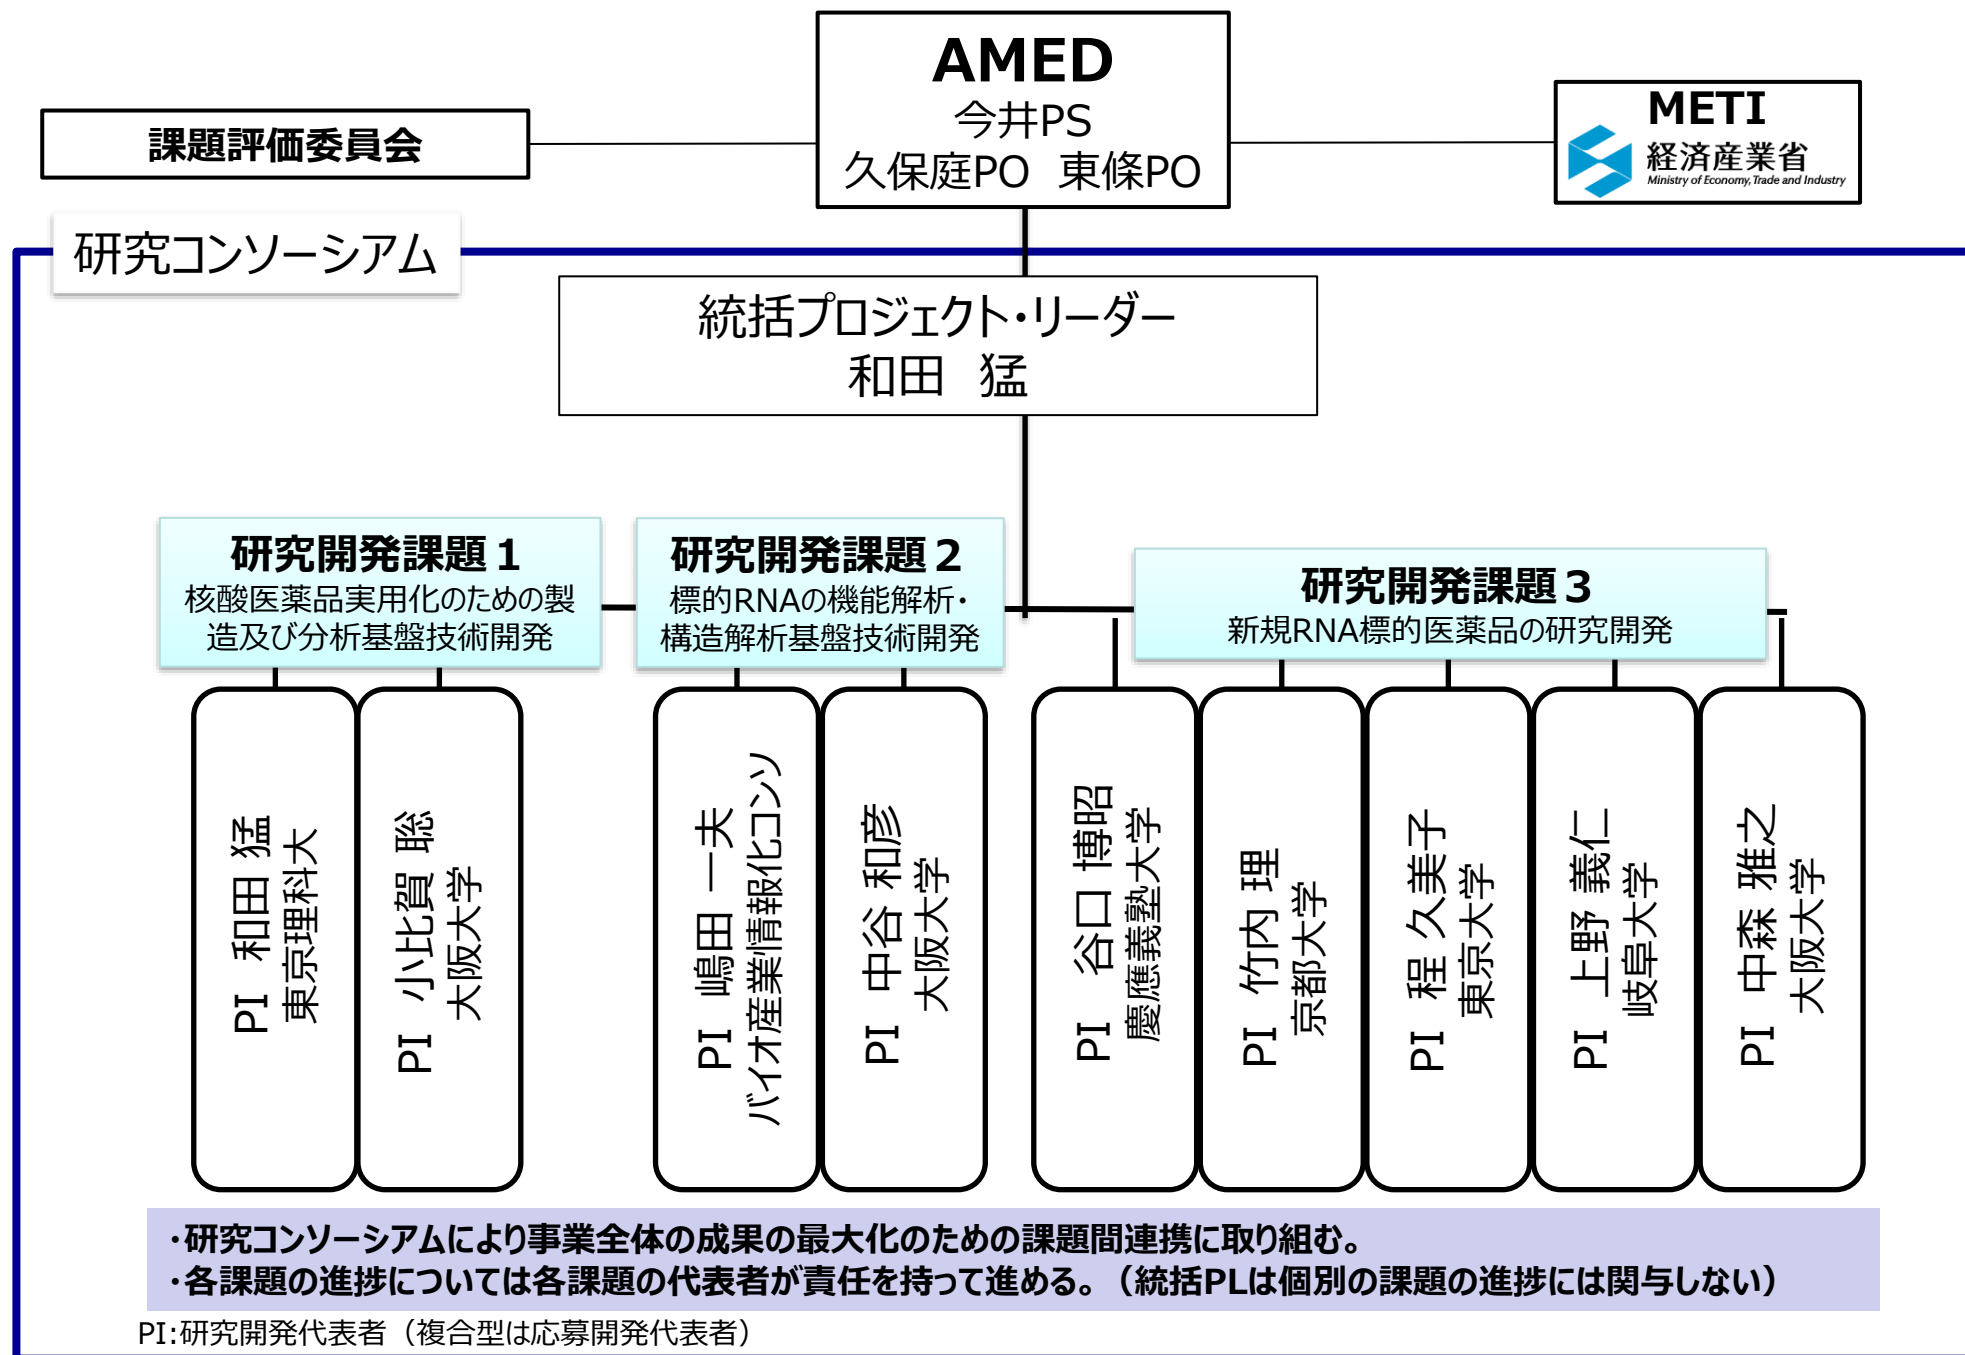 AMED
今井PS
久保庭PO 東條PO
課題評価委員会
METI
経済産業省
Ministry of Economy, Trade and Industry
研究コンソーシアム
統括プロジェクト・リーダー
和田 猛
研究開発課題1
核酸医薬品実用化のための製
造及び分析基盤技術開発
研究開発課題2
標的RNAの機能解析・
構造解析基盤技術開発
研究開発課題3
新規RNA標的医薬品の研究開発
PI 和田 猛
東京理科大
PI 小比賀 聡
大阪大学
PI 嶋田 一夫
バイオ産業情報化コンソ
PI 中谷 和彦
大阪大学
PI 谷口 博昭
慶應義塾大学
PI 竹内 理
京都大学
PI 程 久美子
東京大学
PI 上野 義仁
岐阜大学
PI 中森 雅之
大阪大学
・研究コンソーシアムにより事業全体の成果の最大化のための課題間連携に取り組む。
・各課題の進捗については各課題の代表者が責任を持って進める。（統括PLは個別の課題の進捗には関与しない）
PI:研究開発代表者（複合型は応募開発代表者）